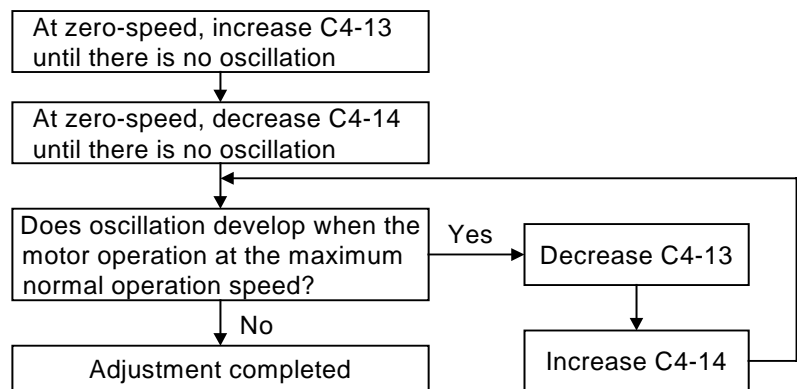 At zero-speed, increase C4-13
until there is no oscillation
At zero-speed, decrease C4-14
until there is no oscillation
Does oscillation develop when the
motor operation at the maximum
normal operation speed?
Yes
Decrease C4-13
Increase C4-14
No
Adjustment completed